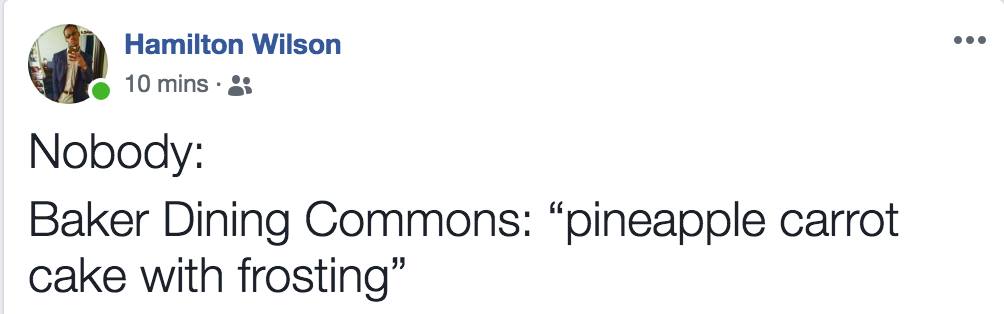 Hamilton Wilson
10 mins ·
Nobody:
Baker Dining Commons: “pineapple carrot
cake with frosting”